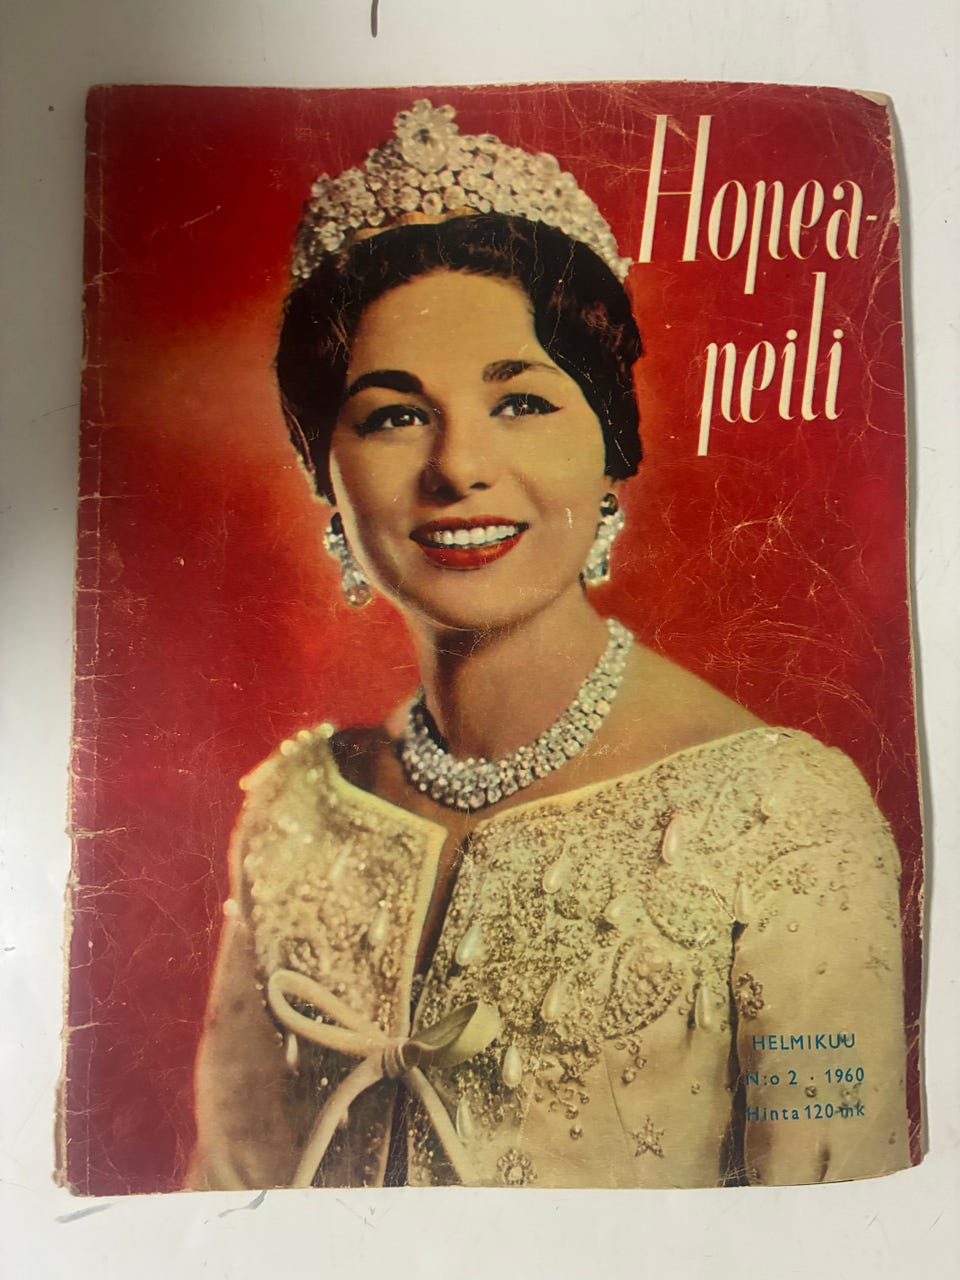 Hopea-
peili
HELMIKUU
N:o 2 · 1960
Hinta 120 mk